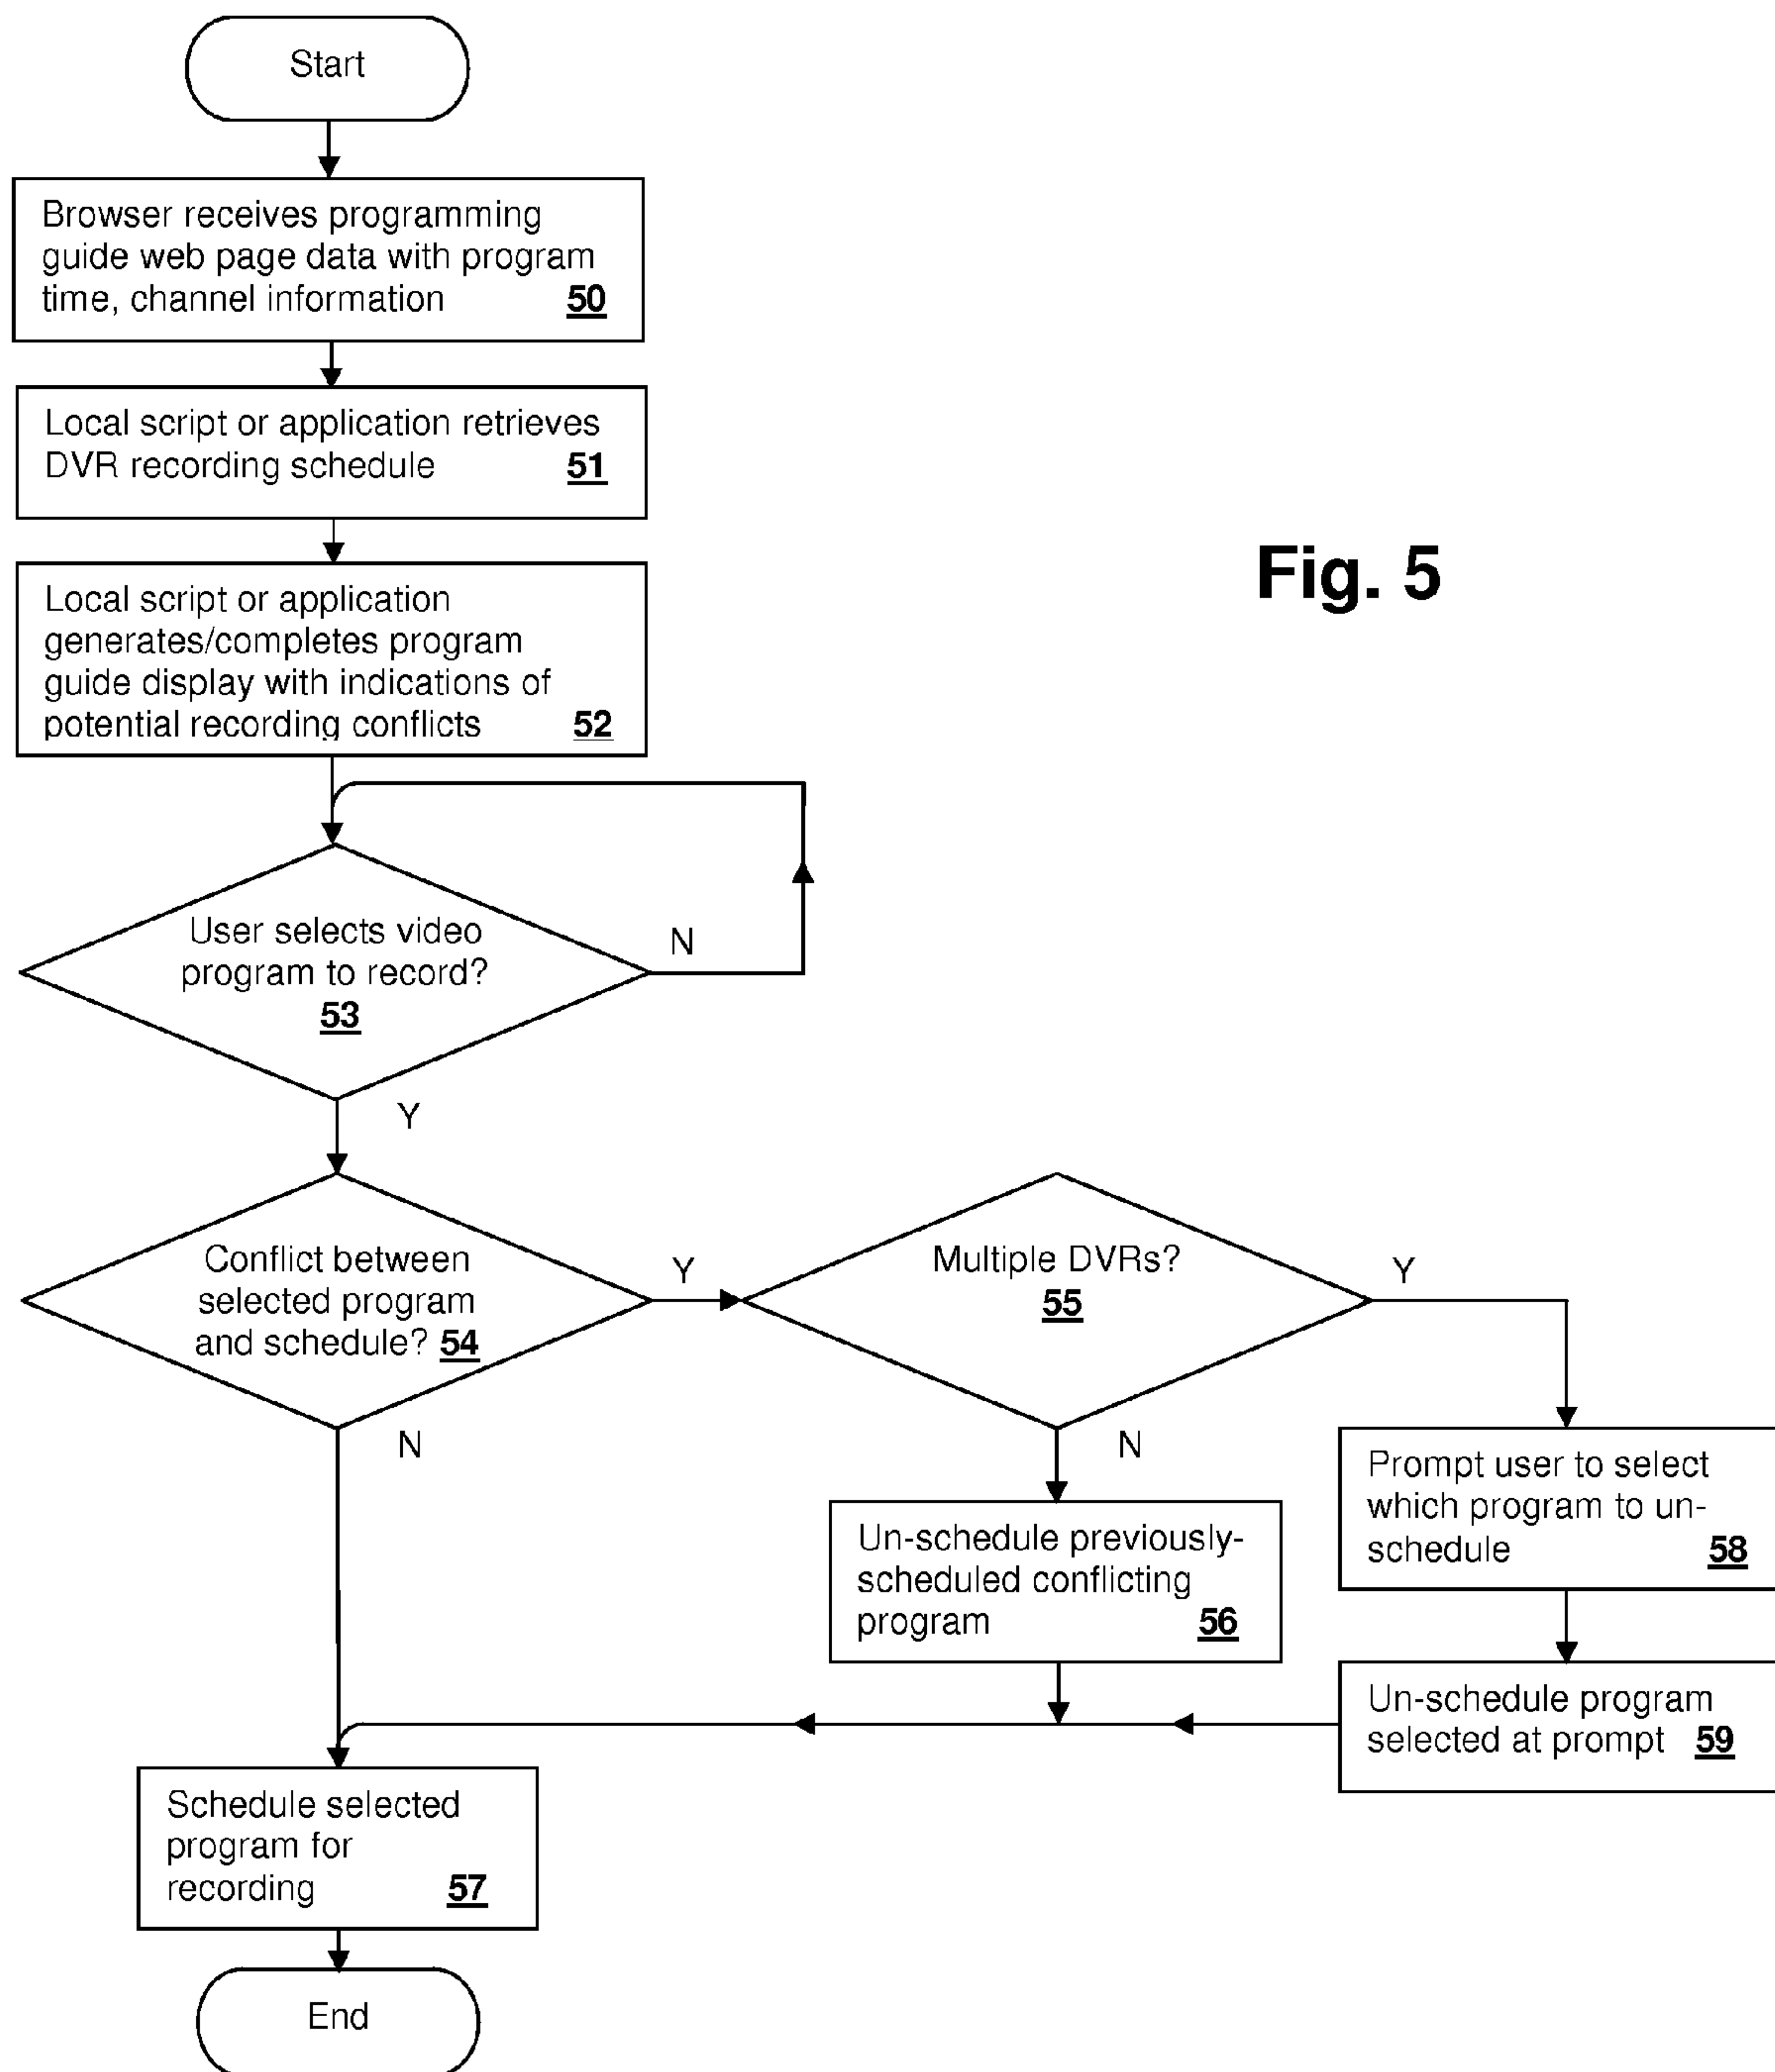 Start
Browser receives programming
guide web page data with program
time, channel information 50
Local script or application retrieves
DVR recording schedule 51
Local script or application
generates/completes program
guide display with indications of
potential recording conflicts 52
Fig. 5
User selects video
program to record?
53
N
Y
Conflict between
selected program
and schedule? 54
Y
N
Multiple DVRs?
55
Y
N
Un-schedule previously-
scheduled conflicting
program 56
Prompt user to select
which program to un-
schedule 58
Un-schedule program
selected at prompt 59
Schedule selected
program for
recording 57
End